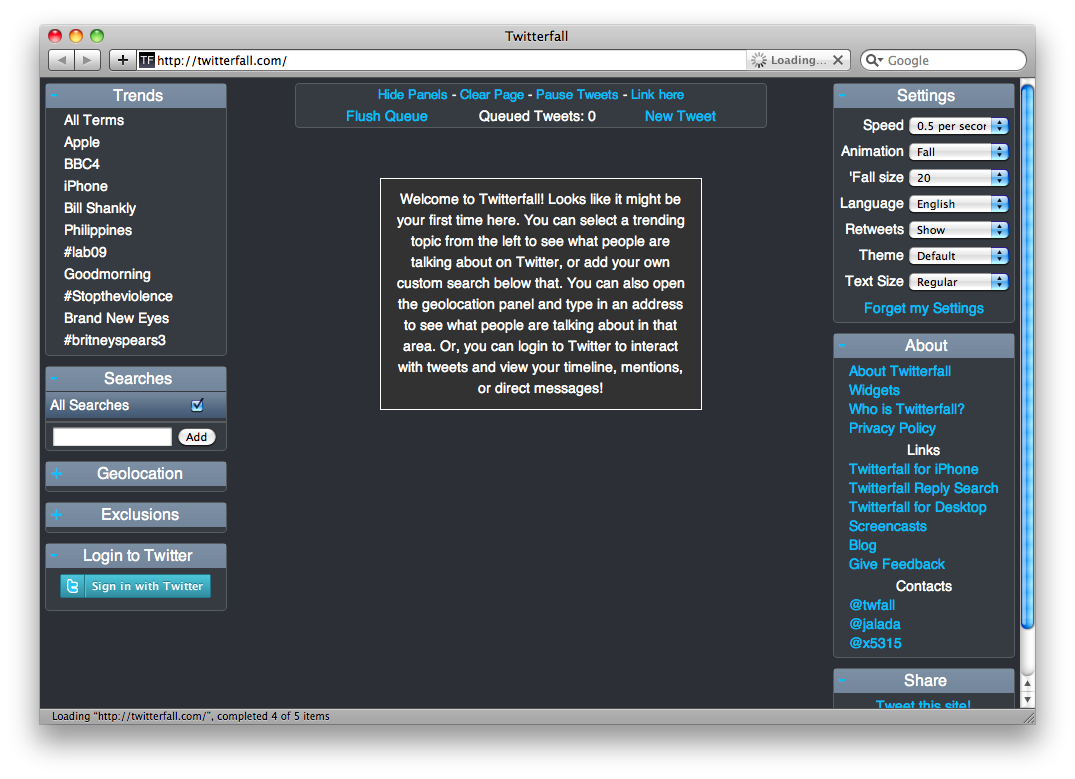 Twitterfall
TF http://twitterfall.com/ Loading... Google
Trends
All Terms
Apple
BBC4
iPhone
Bill Shankly
Philippines
#lab09
Goodmorning
#Stoptheviolence
Brand New Eyes
#britneyspears3
Searches
All Searches
Add
Geolocation
Exclusions
Login to Twitter
Sign in with Twitter
Hide Panels - Clear Page - Pause Tweets - Link here
Flush Queue Queued Tweets: 0 New Tweet
Welcome to Twitterfall! Looks like it might be
your first time here. You can select a trending
topic from the left to see what people are
talking about on Twitter, or add your own
custom search below that. You can also open
the geolocation panel and type in an address
to see what people are talking about in that
area. Or, you can login to Twitter to interact
with tweets and view your timeline, mentions,
or direct messages!
Settings
Speed 0.5 per secor
Animation Fall
'Fall size 20
Language English
Retweets Show
Theme Default
Text Size Regular
Forget my Settings
About
About Twitterfall
Widgets
Who is Twitterfall?
Privacy Policy
Links
Twitterfall for iPhone
Twitterfall Reply Search
Twitterfall for Desktop
Screencasts
Blog
Give Feedback
Contacts
@twfall
@jalada
@x5315
Share
Tweet this site!
Loading "http://twitterfall.com/", completed 4 of 5 items